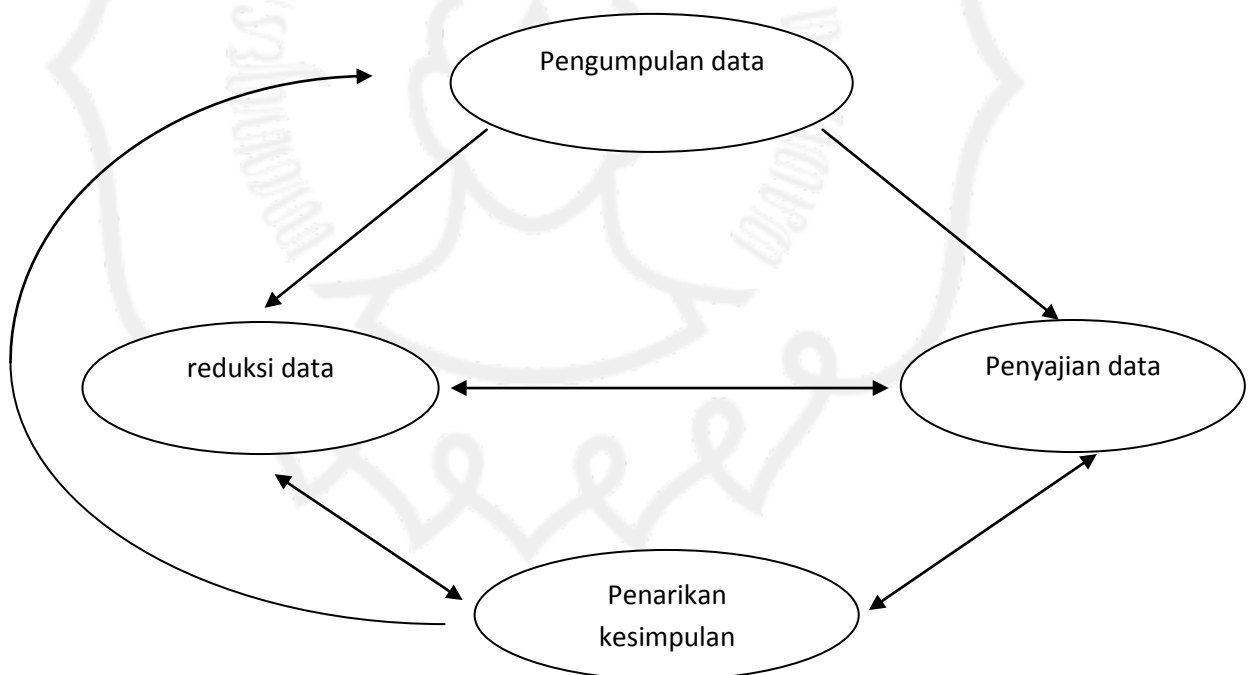 Pengumpulan data
reduksi data
Penyajian data
Penarikan
kesimpulan